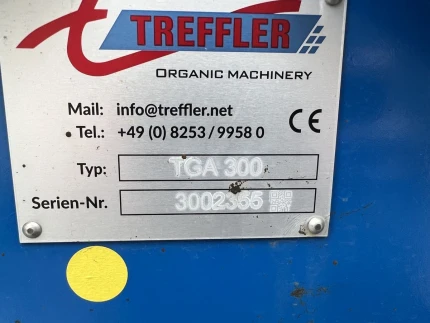 TREFFLER
ORGANIC MACHINERY
Mail: info@treffler.net
Tel.: +49 (0) 8253 / 9958 0
CE
Typ: TGA 300
Serien-Nr. 3002355